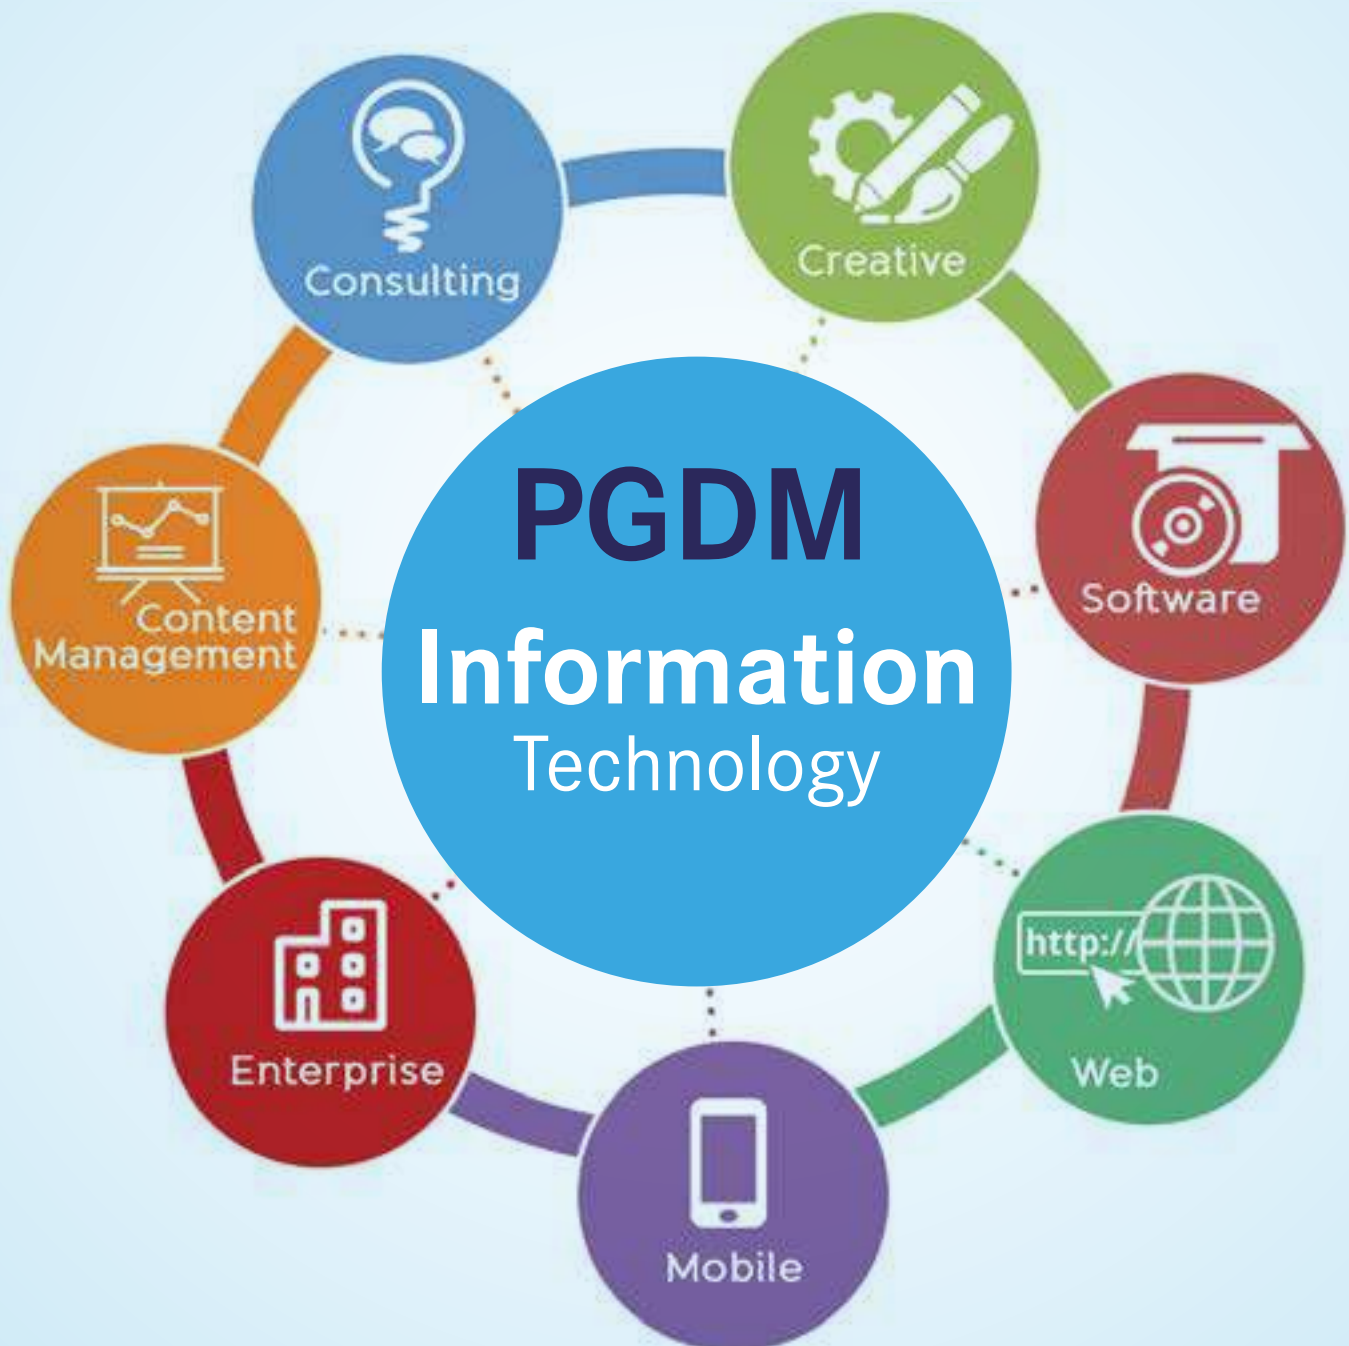 Creative
Consulting
PGDM
Information
Technology
Software
Content
Management
http://
Web
Enterprise
Mobile